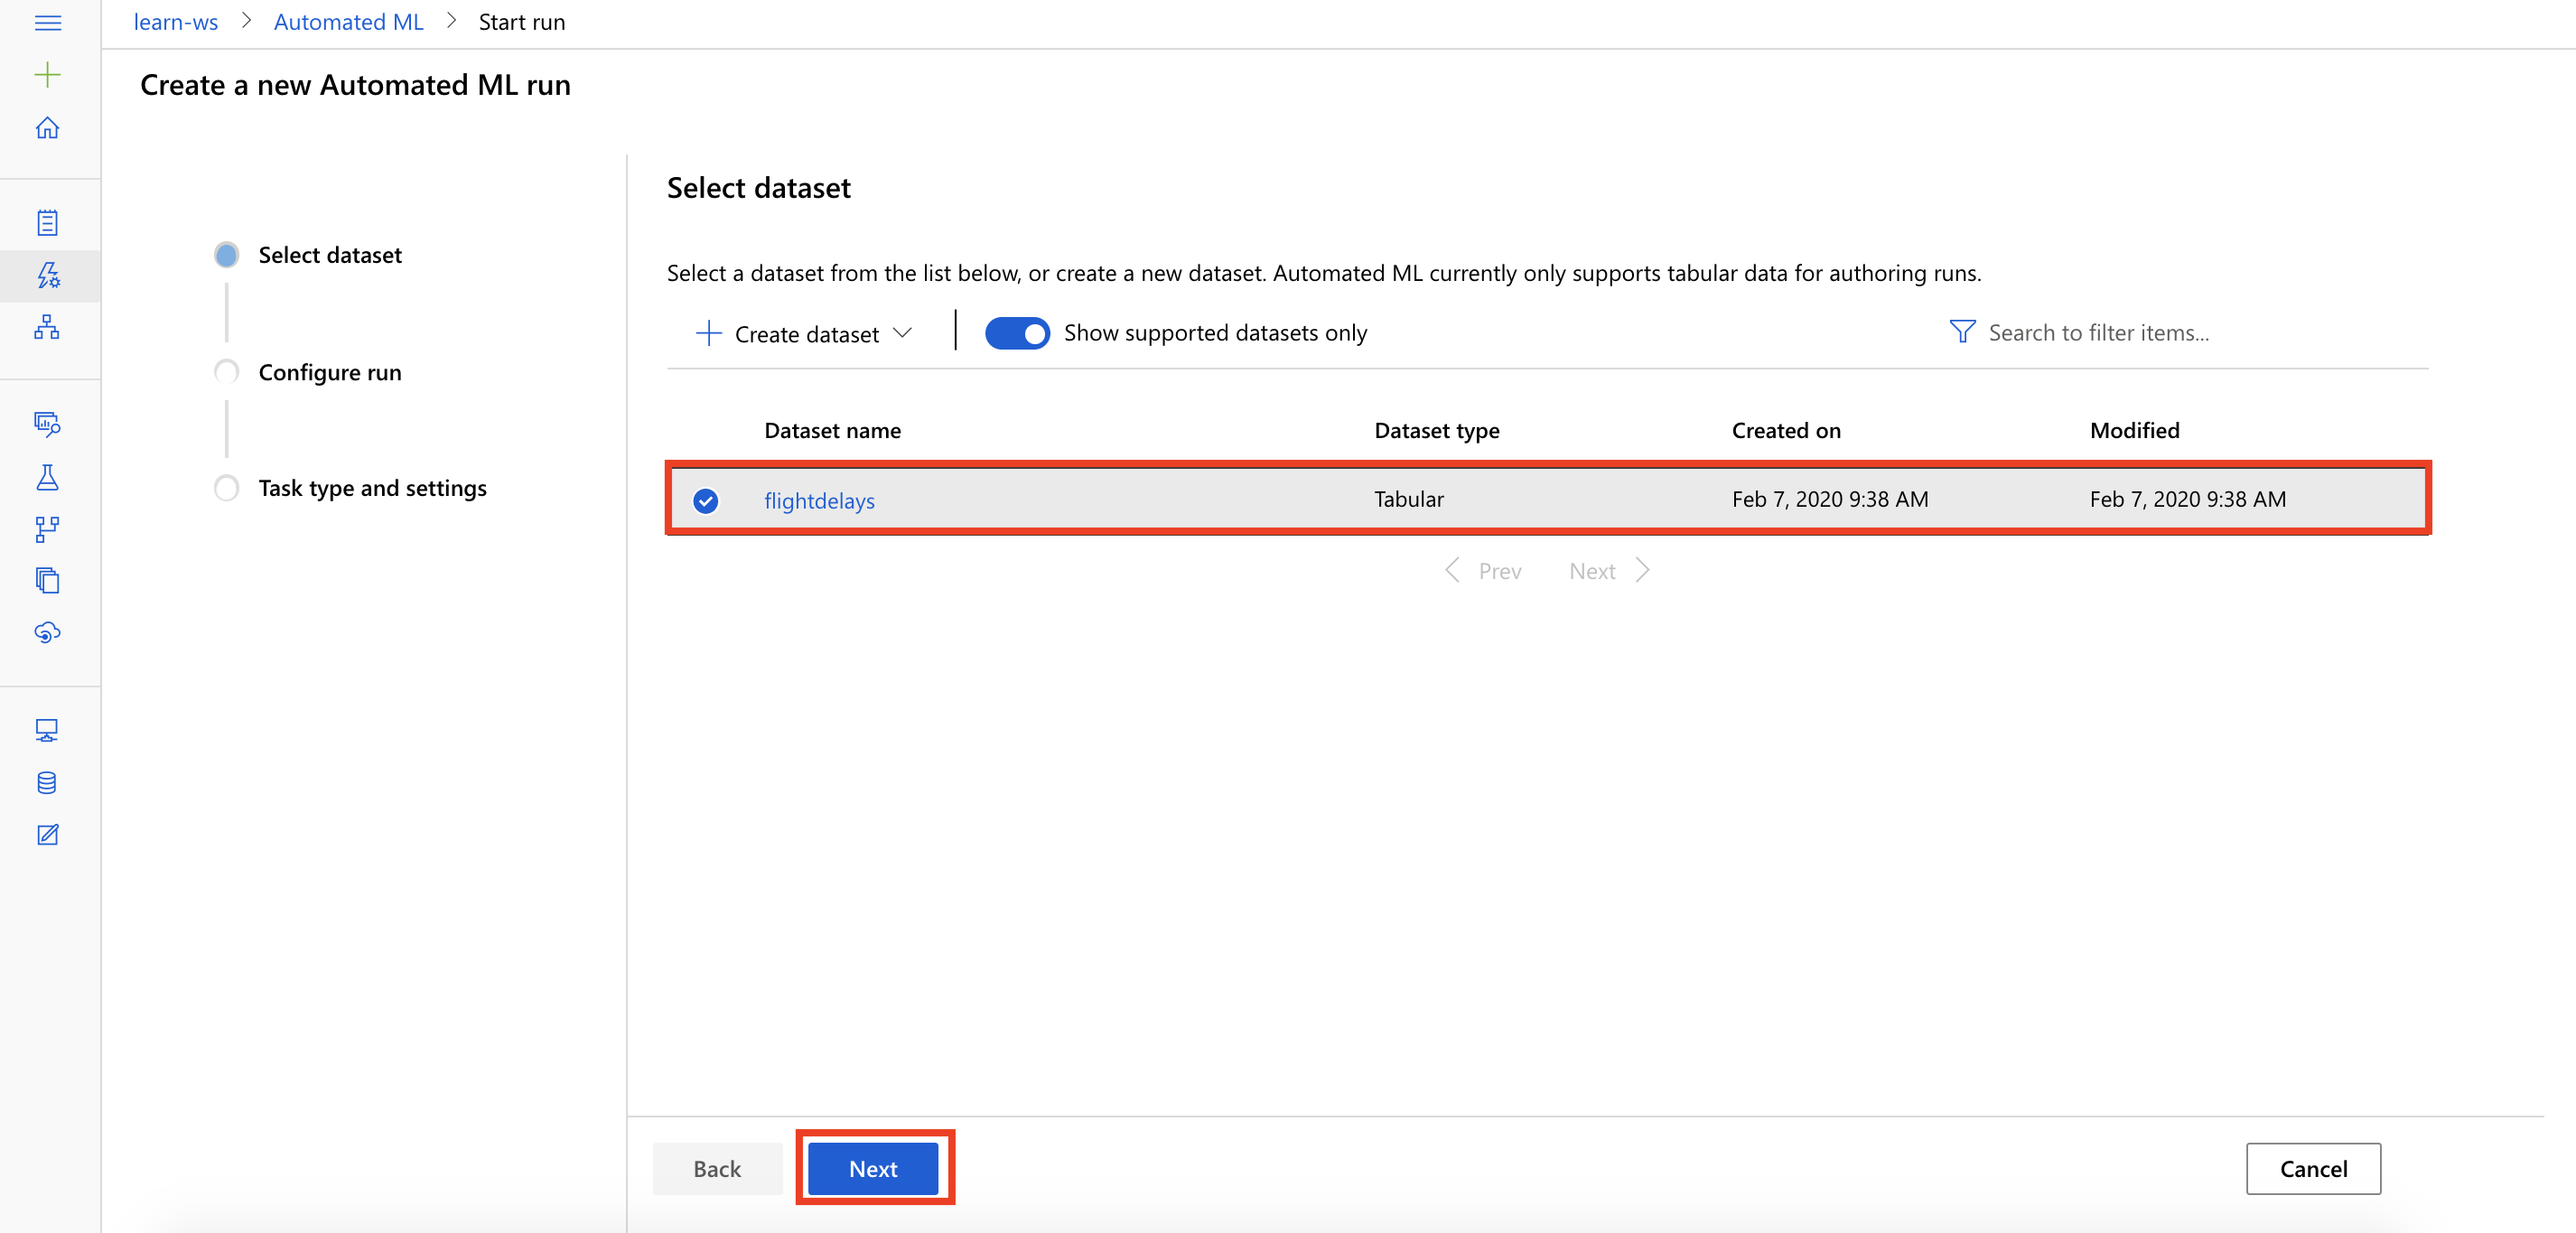 learn-ws > Automated ML > Start run
Create a new Automated ML run
Select dataset
Configure run
Task type and settings
Select dataset
Select a dataset from the list below, or create a new dataset. Automated ML currently only supports tabular data for authoring runs.
Create dataset Show supported datasets only Search to filter items...
Dataset name Dataset type Created on Modified
flightdelays Tabular Feb 7, 2020 9:38 AM Feb 7, 2020 9:38 AM
Prev Next
Back Next Cancel